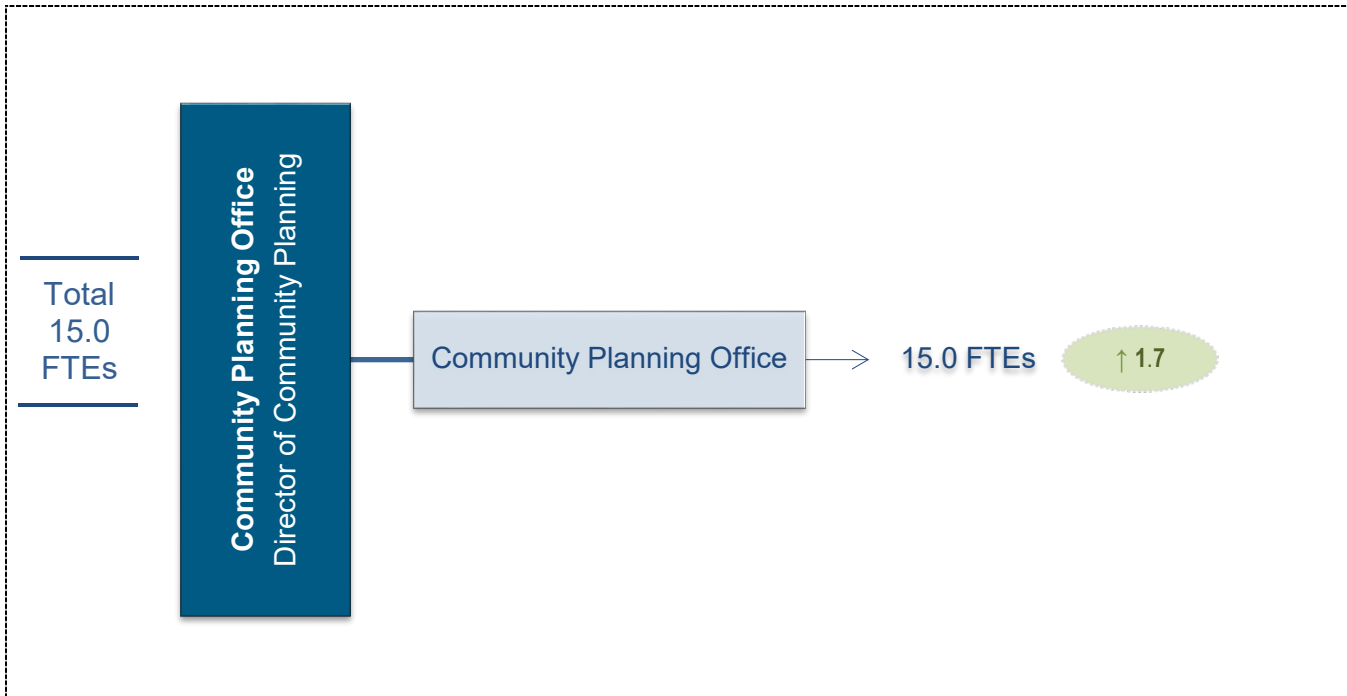 Total
15.0
FTEs
Community Planning Office
Director of Community Planning
Community Planning Office
15.0 FTEs
↑ 1.7